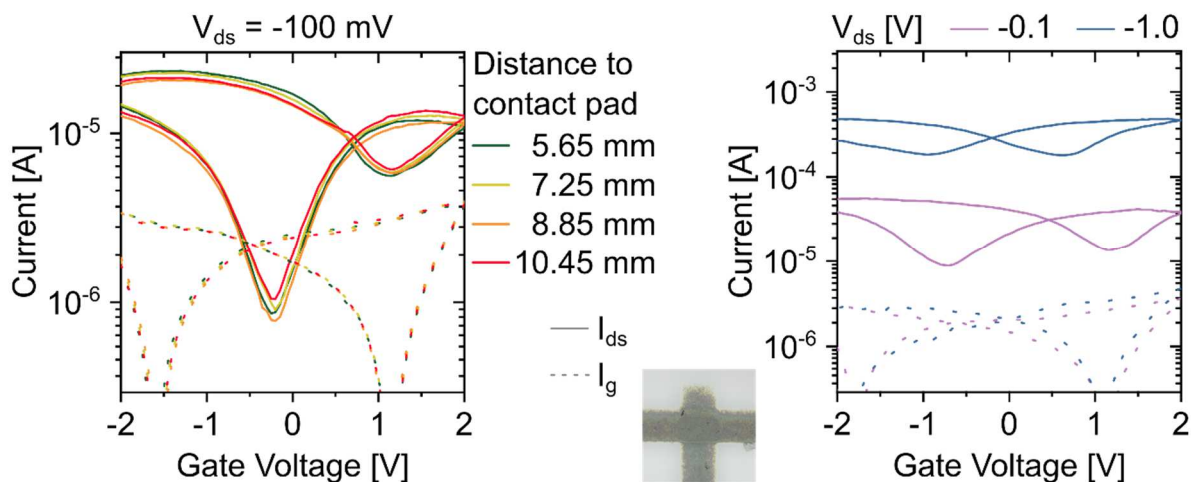 V_ds = -100 mV
10⁻⁵
10⁻⁶
Current [A]
-2
-1
0
1
2
Gate Voltage [V]
Distance to
contact pad
5.65 mm
7.25 mm
8.85 mm
10.45 mm
I_ds
I_g
V_ds [V] -0.1 -1.0
10⁻³
10⁻⁴
10⁻⁵
10⁻⁶
Current [A]
-2
-1
0
1
2
Gate Voltage [V]